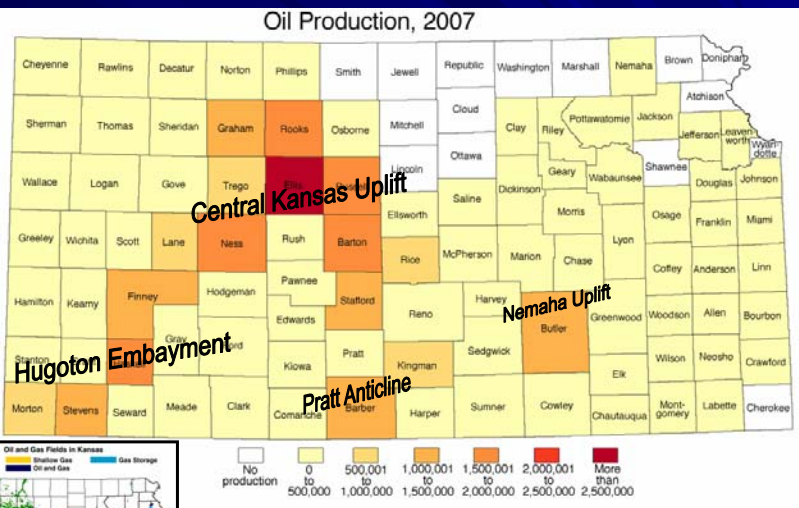 Oil Production, 2007
Cheyenne Rawlins Decatur Norton Phillips Smith Jewell Republic Washington Marshall Nemaha Brown Doniphan
Atchison
Sherman Thomas Sheridan Graham Rooks Osborne Mitchell Cloud Clay Riley Pottawatomie Jackson Jefferson Leaven-
worth
Wyan-
dotte
Wallace Logan Gove Trego Ellis Lincoln Ottawa Dickinson Geary Wabaunsee Shawnee Douglas Johnson
Central Kansas Uplift
Ellsworth Saline Morris Osage Franklin Miami
Greeley Wichita Scott Lane Ness Rush Barton Rice McPherson Marion Chase Lyon Coffey Anderson Linn
Hamilton Kearny Finney Hodgeman Pawnee Stafford Reno Harvey Nemaha Uplift Butler Greenwood Woodson Allen Bourbon
Gray Edwards
Stanton Hugoton Embayment Kiowa Pratt Kingman Sedgwick Elk Wilson Neosho Crawford
Morton Stevens Seward Meade Clark Comanche Pratt Anticline Barber Harper Sumner Cowley Chautauqua Mont-
gomery
Labette Cherokee
Oil and Gas Fields in Kansas
Shallow Gas Gas Storage
Oil and Gas
No
production
0
to
500,000
500,001
to
1,000,000
1,000,001
to
1,500,000
1,500,001
to
2,000,000
2,000,001
to
2,500,000
More
than
2,500,000